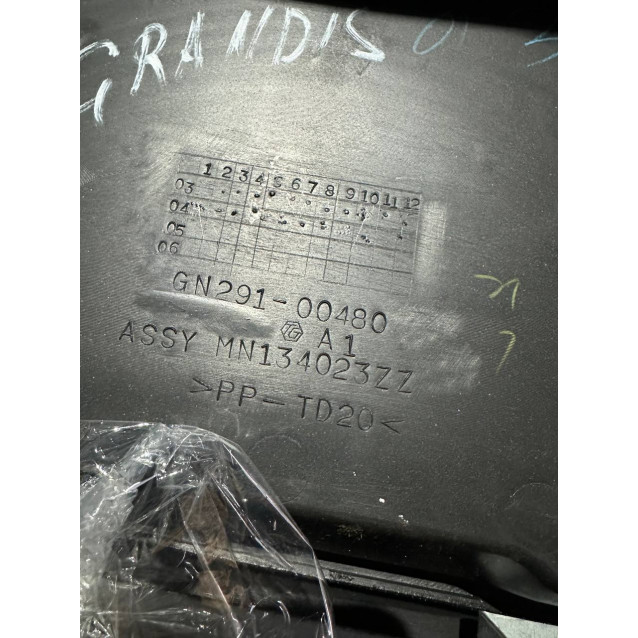 GRANDIS
1 2 3 4 5 6 7 8 9 10 11 12
03
04
05
06
GN291-00480
TG A1
ASSY MN134023ZZ
>PP-TD20<